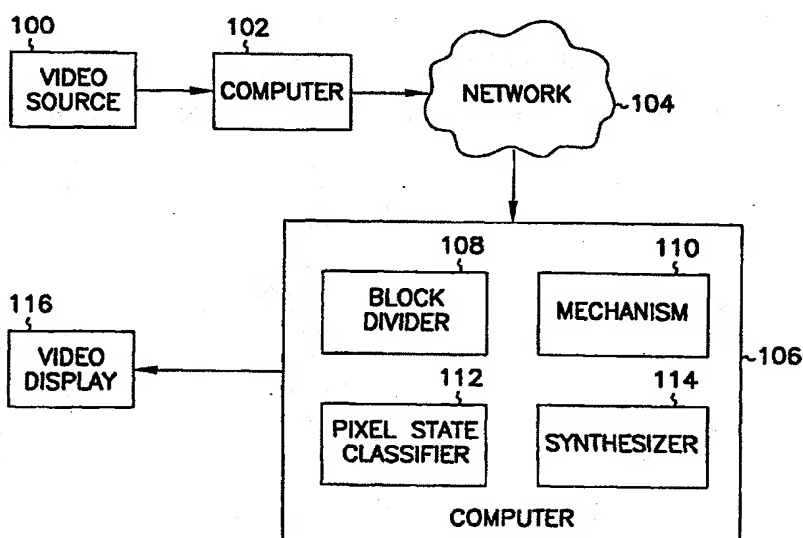 100
VIDEO
SOURCE
102
COMPUTER
NETWORK
104
108
BLOCK
DIVIDER
110
MECHANISM
106
112
PIXEL STATE
CLASSIFIER
114
SYNTHESIZER
COMPUTER
116
VIDEO
DISPLAY